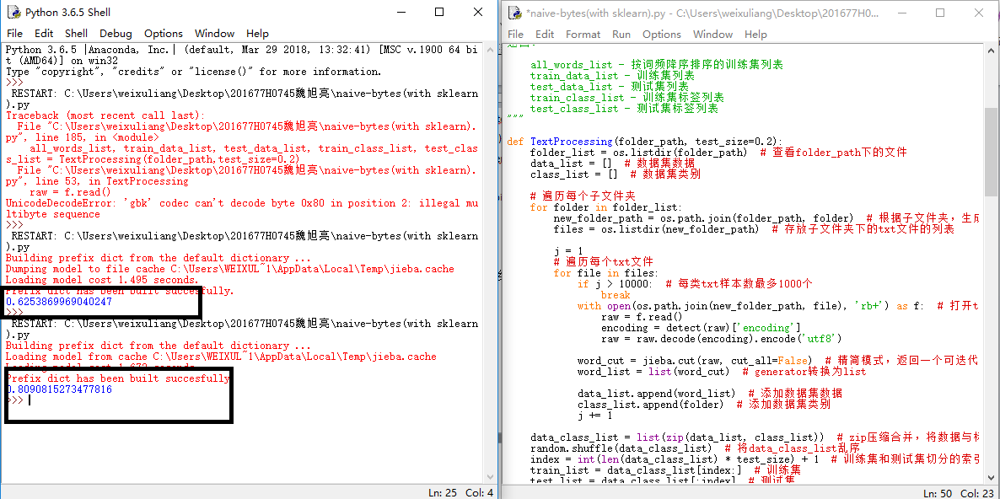 Python 3.6.5 Shell
File Edit Shell Debug Options Window Help
Python 3.6.5 |Anaconda, Inc.| (default, Mar 29 2018, 13:32:41) [MSC v.1900 64 bi
t (AMD64)] on win32
Type "copyright", "credits" or "license()" for more information.
>>>
RESTART: C:\Users\weixuliang\Desktop\201677H0745魏旭亮\naive-bytes(with sklearn
).py
Traceback (most recent call last):
File "C:\Users\weixuliang\Desktop\201677H0745魏旭亮\naive-bytes(with sklearn).
py", line 185, in <module>
all_words_list, train_data_list, test_data_list, train_class_list, test_clas
s_list = TextProcessing(folder_path,test_size=0.2)
File "C:\Users\weixuliang\Desktop\201677H0745魏旭亮\naive-bytes(with sklearn).
py", line 53, in TextProcessing
raw = f.read()
UnicodeDecodeError: 'gbk' codec can't decode byte 0x80 in position 2: illegal mu
ltibyte sequence
>>>
RESTART: C:\Users\weixuliang\Desktop\201677H0745魏旭亮\naive-bytes(with sklearn
).py
Building prefix dict from the default dictionary ...
Dumping model to file cache C:\Users\WEIXUL~1\AppData\Local\Temp\jieba.cache
Loading model cost 1.495 seconds.
Prefix dict has been built succesfully.
0.6253869969040247
>>>
RESTART: C:\Users\weixuliang\Desktop\201677H0745魏旭亮\naive-bytes(with sklearn
).py
Building prefix dict from the default dictionary ...
Loading model from cache C:\Users\WEIXUL~1\AppData\Local\Temp\jieba.cache
Loading model cost 1.672 seconds.
Prefix dict has been built succesfully
0.8090815273477816
>>>
Ln: 25 Col: 4
*naive-bytes(with sklearn).py - C:\Users\weixuliang\Desktop\201677H0...
File Edit Format Run Options Window Help
all_words_list - 按词频降序排序的训练集列表
train_data_list - 训练集列表
test_data_list - 测试集列表
train_class_list - 训练集标签列表
test_class_list - 测试集标签列表
"""
def TextProcessing(folder_path, test_size=0.2):
folder_list = os.listdir(folder_path) # 查看folder_path下的文件
data_list = [] # 数据集数据
class_list = [] # 数据集类别
# 遍历每个子文件夹
for folder in folder_list:
new_folder_path = os.path.join(folder_path, folder) # 根据子文件夹，生成
files = os.listdir(new_folder_path) # 存放子文件夹下的txt文件的列表
j = 1
# 遍历每个txt文件
for file in files:
if j > 10000: # 每类txt样本数最多1000个
break
with open(os.path.join(new_folder_path, file), 'rb+') as f: # 打开t
raw = f.read()
encoding = detect(raw)['encoding']
raw = raw.decode(encoding).encode('utf8')
word_cut = jieba.cut(raw, cut_all=False) # 精简模式，返回一个可迭代
word_list = list(word_cut) # generator转换为list
data_list.append(word_list) # 添加数据集数据
class_list.append(folder) # 添加数据集类别
j += 1
data_class_list = list(zip(data_list, class_list)) # zip压缩合并，将数据与标
random.shuffle(data_class_list) # 将data_class_list乱序
index = int(len(data_class_list) * test_size) + 1 # 训练集和测试集切分的索引
train_list = data_class_list[index:] # 训练集
test_list = data_class_list[:index] # 测试集
Ln: 50 Col: 23